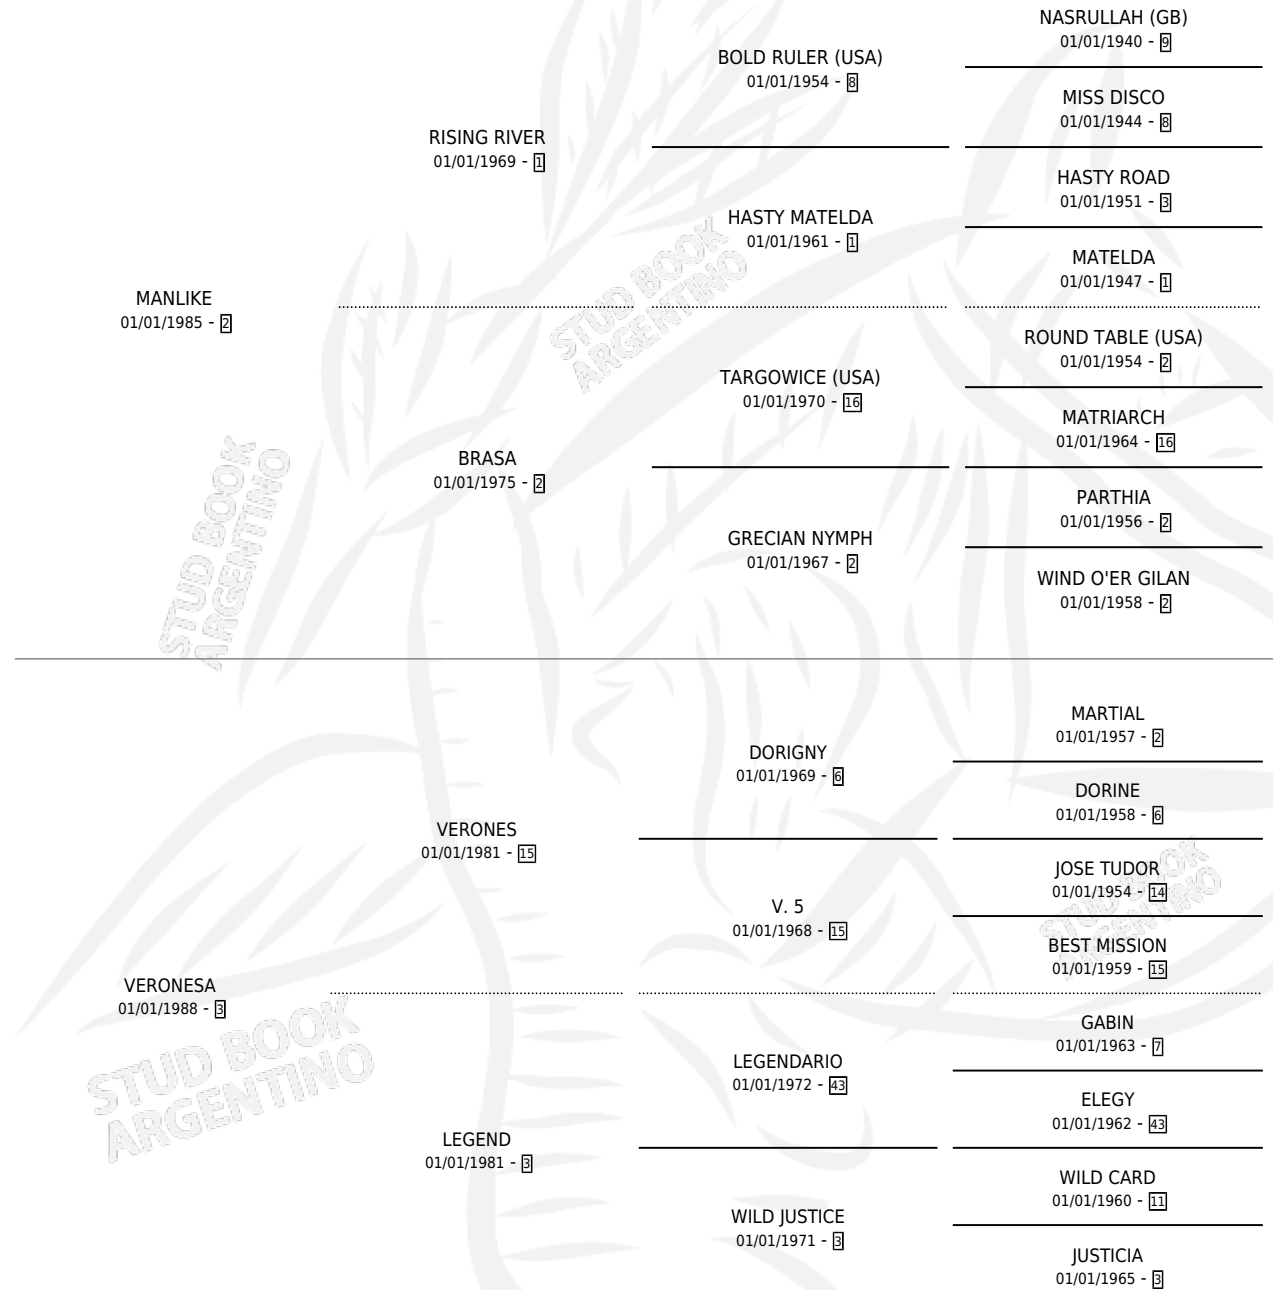 NASRULLAH (GB)
01/01/1940 - 9
BOLD RULER (USA)
01/01/1954 - 8
MISS DISCO
01/01/1944 - 8
RISING RIVER
01/01/1969 - 1
HASTY ROAD
01/01/1951 - 3
HASTY MATELDA
01/01/1961 - 1
MATELDA
01/01/1947 - 1
MANLIKE
01/01/1985 - 2
ROUND TABLE (USA)
01/01/1954 - 2
TARGOWICE (USA)
01/01/1970 - 16
MATRIARCH
01/01/1964 - 16
BRASA
01/01/1975 - 2
PARTHIA
01/01/1956 - 2
GRECIAN NYMPH
01/01/1967 - 2
WIND O'ER GILAN
01/01/1958 - 2
MARTIAL
01/01/1957 - 2
DORIGNY
01/01/1969 - 6
DORINE
01/01/1958 - 6
VERONES
01/01/1981 - 15
JOSE TUDOR
01/01/1954 - 14
V. 5
01/01/1968 - 15
BEST MISSION
01/01/1959 - 15
VERONESA
01/01/1988 - 3
GABIN
01/01/1963 - 7
LEGENDARIO
01/01/1972 - 43
ELEGY
01/01/1962 - 43
LEGEND
01/01/1981 - 3
WILD CARD
01/01/1960 - 11
WILD JUSTICE
01/01/1971 - 3
JUSTICIA
01/01/1965 - 3
STUD BOOK
ARGENTINO
STUD BOOK
ARGENTINO
STUD BOOK
ARGENTINO
STUD BOOK
ARGENTINO